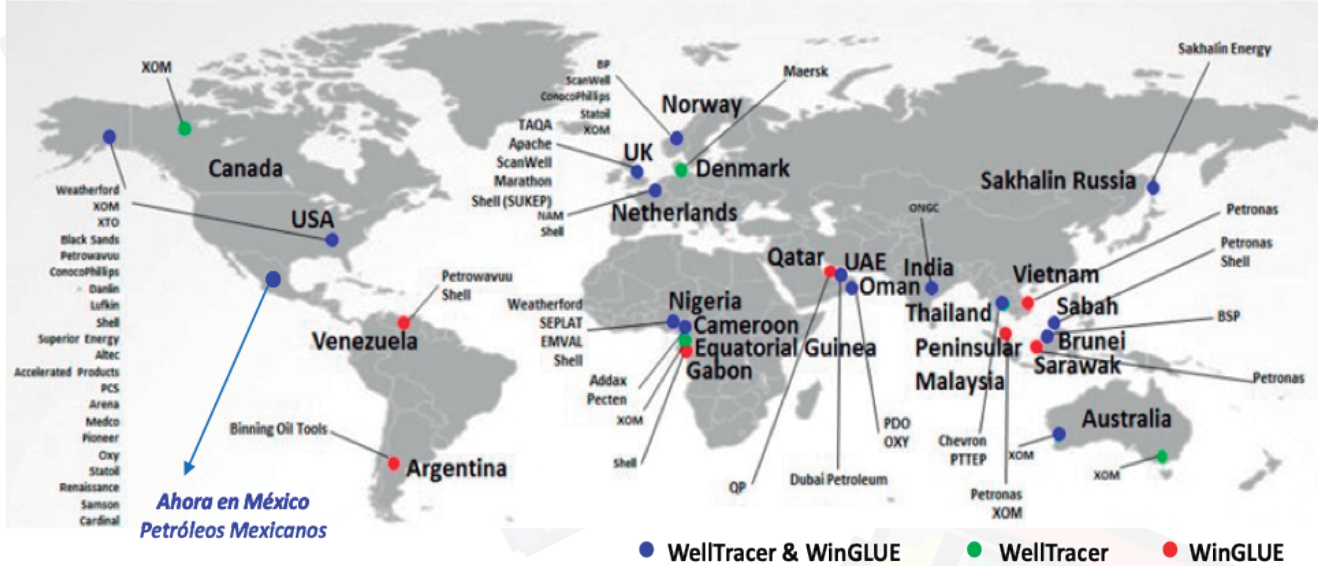 XOM
Canada
Weatherford
XOM
XTO
Black Sands
Petrowavuu
ConocoPhillips
Danlin
Lufkin
Shell
Superior Energy
Altec
Accelerated Products
PCS
Arena
Medco
Pioneer
Oxy
Statoil
Renaissance
Samson
Cardinal
USA
Ahora en México
Petróleos Mexicanos
Petrowavuu
Shell
Venezuela
Binning Oil Tools
Argentina
BP
ScanWell
ConocoPhillips
Statoil
XOM
Norway
Maersk
Denmark
TAQA
Apache
ScanWell
Marathon
Shell (SUKEP)
UK
NAM
Shell
Netherlands
Weatherford
SEPLAT
EMVAL
Shell
Nigeria
Cameroon
Equatorial Guinea
Gabon
Addax
Pecten
XOM
Shell
Qatar
UAE
Oman
QP
Dubai Petroleum
PDO
OXY
ONGC
India
Sakhalin Energy
Sakhalin Russia
Petronas
Vietnam
Petronas
Shell
Sabah
Thailand
BSP
Brunei
Peninsular
Malaysia
Sarawak
Petronas
Chevron
PTTEP
Petronas
XOM
Australia
XOM
XOM
WellTracer & WinGLUE
WellTracer
WinGLUE